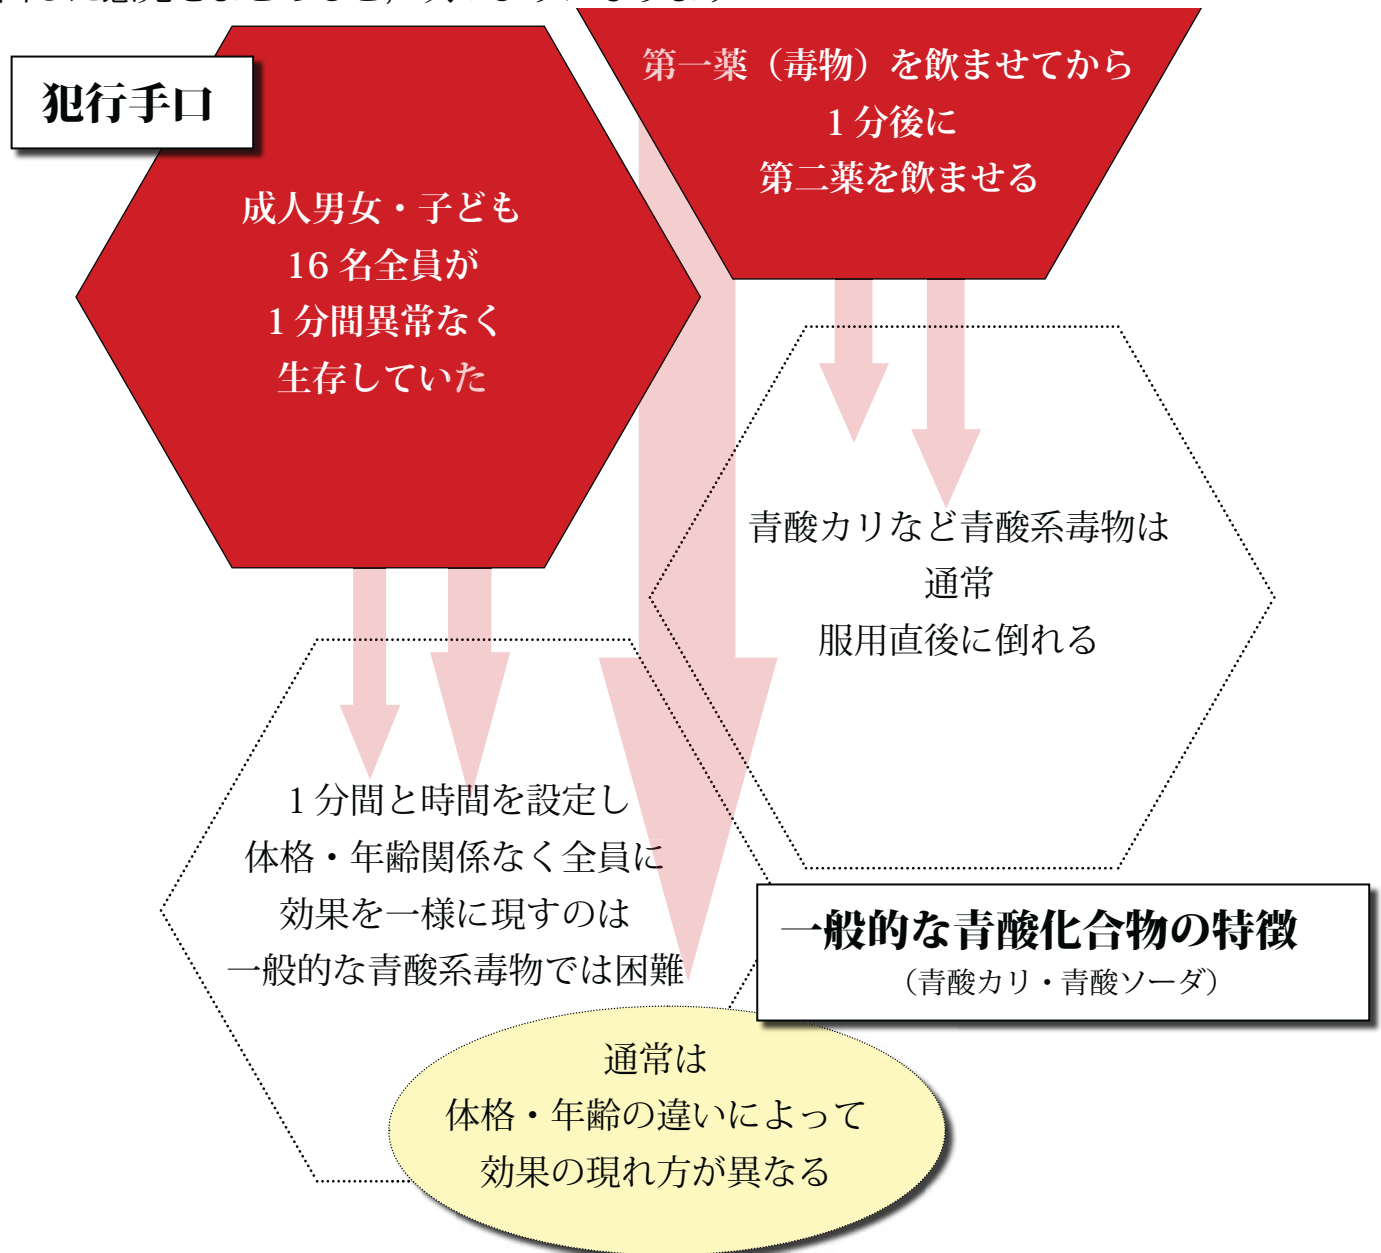 犯行手口
第一薬（毒物）を飲ませてから
1 分後に
第二薬を飲ませる
成人男女・子ども
16 名全員が
1 分間異常なく
生存していた
青酸カリなど青酸系毒物は
通常
服用直後に倒れる
1 分間と時間を設定し
体格・年齢関係なく全員に
効果を一様に現すのは
一般的な青酸系毒物では困難
一般的な青酸化合物の特徴
（青酸カリ・青酸ソーダ）
通常は
体格・年齢の違いによって
効果の現れ方が異なる